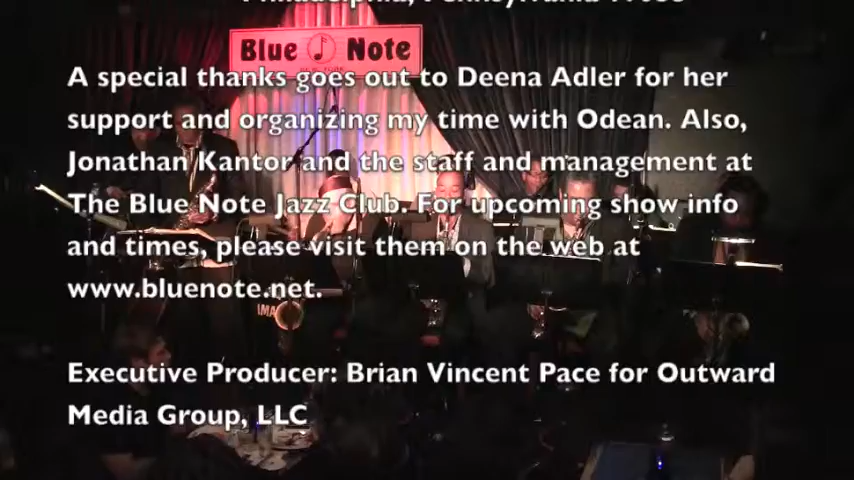 Blue Note
NEW YORK
A special thanks goes out to Deena Adler for her
support and organizing my time with Odean. Also,
Jonathan Kantor and the staff and management at
The Blue Note Jazz Club. For upcoming show info
and times, please visit them on the web at
www.bluenote.net.
Executive Producer: Brian Vincent Pace for Outward
Media Group, LLC